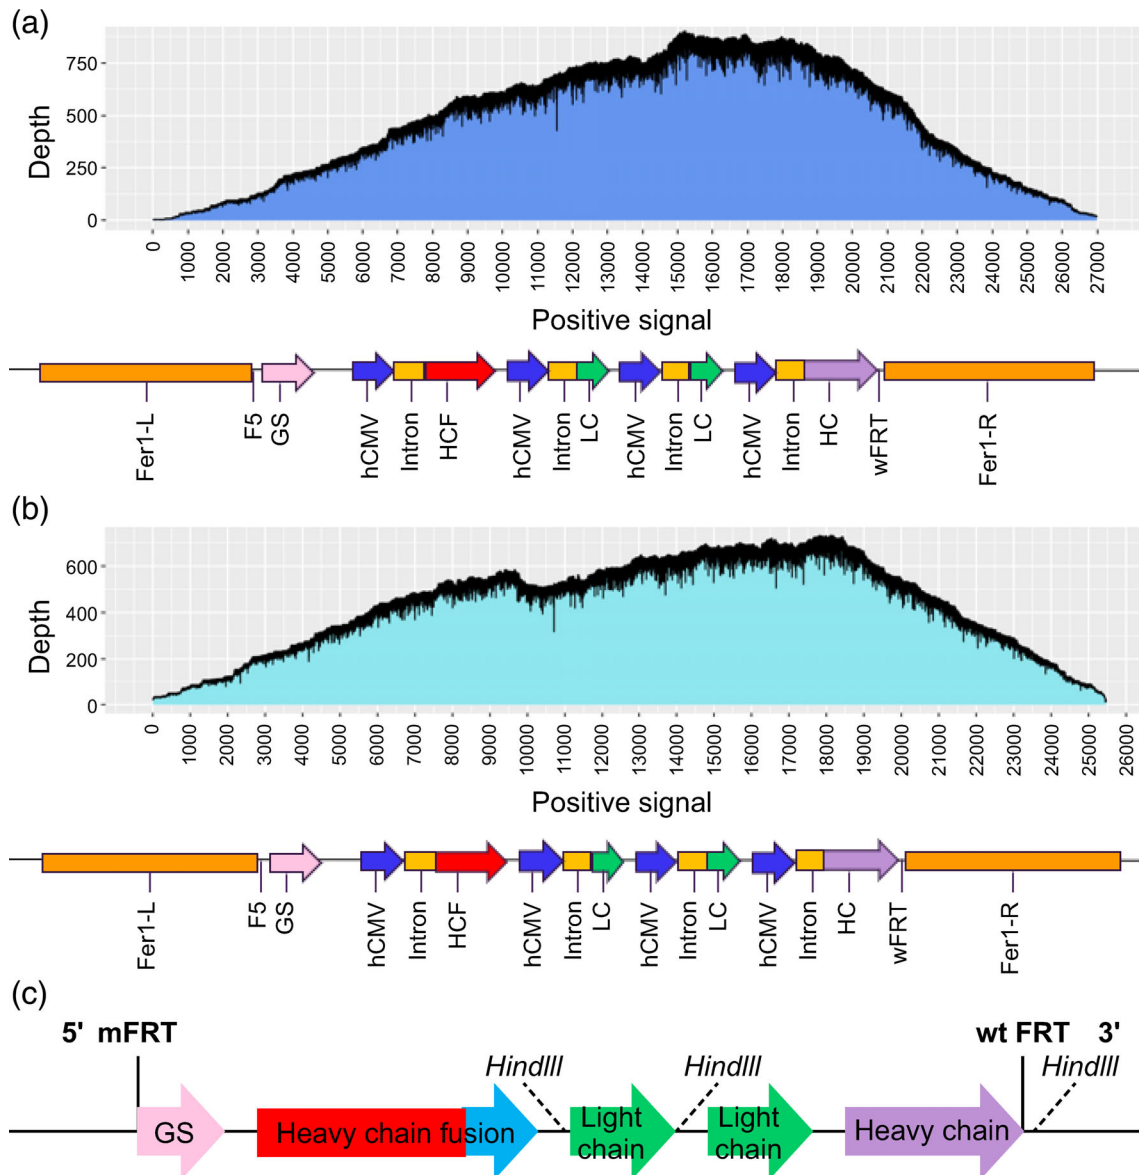 (a)
Depth
750
500
250
0
0 1000 2000 3000 4000 5000 6000 7000 8000 9000 10000 11000 12000 13000 14000 15000 16000 17000 18000 19000 20000 21000 22000 23000 24000 25000 26000 27000
Positive signal
Fer1-L F5 GS hCMV Intron HCF hCMV Intron LC hCMV Intron LC hCMV Intron HC wFRT Fer1-R
(b)
Depth
600
400
200
0
0 1000 2000 3000 4000 5000 6000 7000 8000 9000 10000 11000 12000 13000 14000 15000 16000 17000 18000 19000 20000 21000 22000 23000 24000 25000 26000
Positive signal
Fer1-L F5 GS hCMV Intron HCF hCMV Intron LC hCMV Intron LC hCMV Intron HC wFRT Fer1-R
(c)
5' mFRT wt FRT 3'
HindIII HindIII HindIII
GS Heavy chain fusion Light chain Light chain Heavy chain